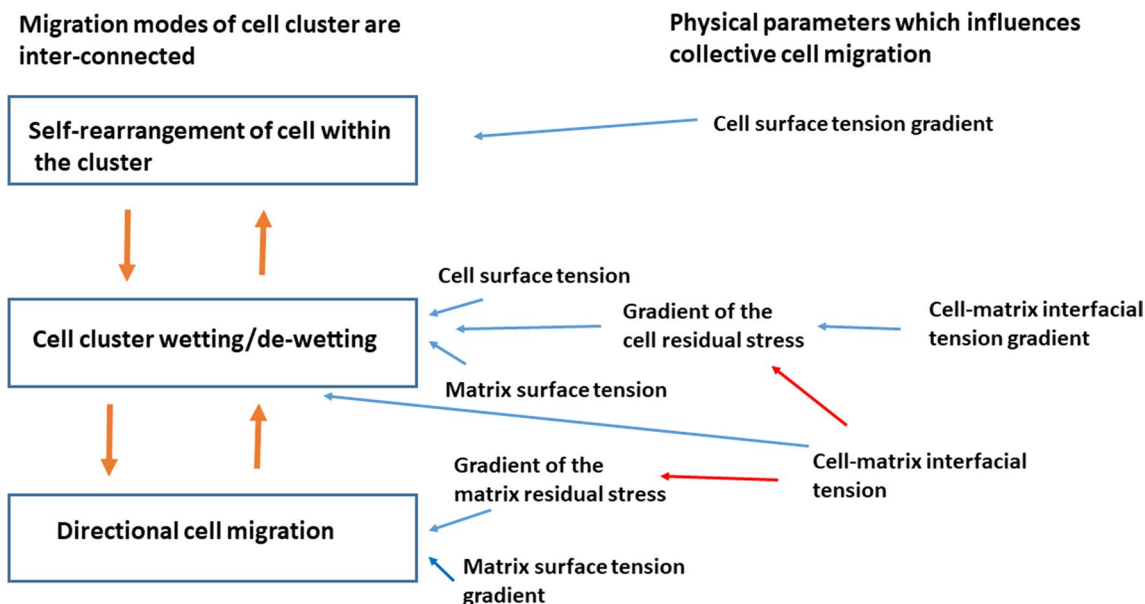 Migration modes of cell cluster are
inter-connected
Physical parameters which influences
collective cell migration
Self-rearrangement of cell within
the cluster
Cell surface tension gradient
Cell surface tension
Cell cluster wetting/de-wetting
Gradient of the
cell residual stress
Cell-matrix interfacial
tension gradient
Matrix surface tension
Gradient of the
matrix residual stress
Cell-matrix interfacial
tension
Directional cell migration
Matrix surface tension
gradient